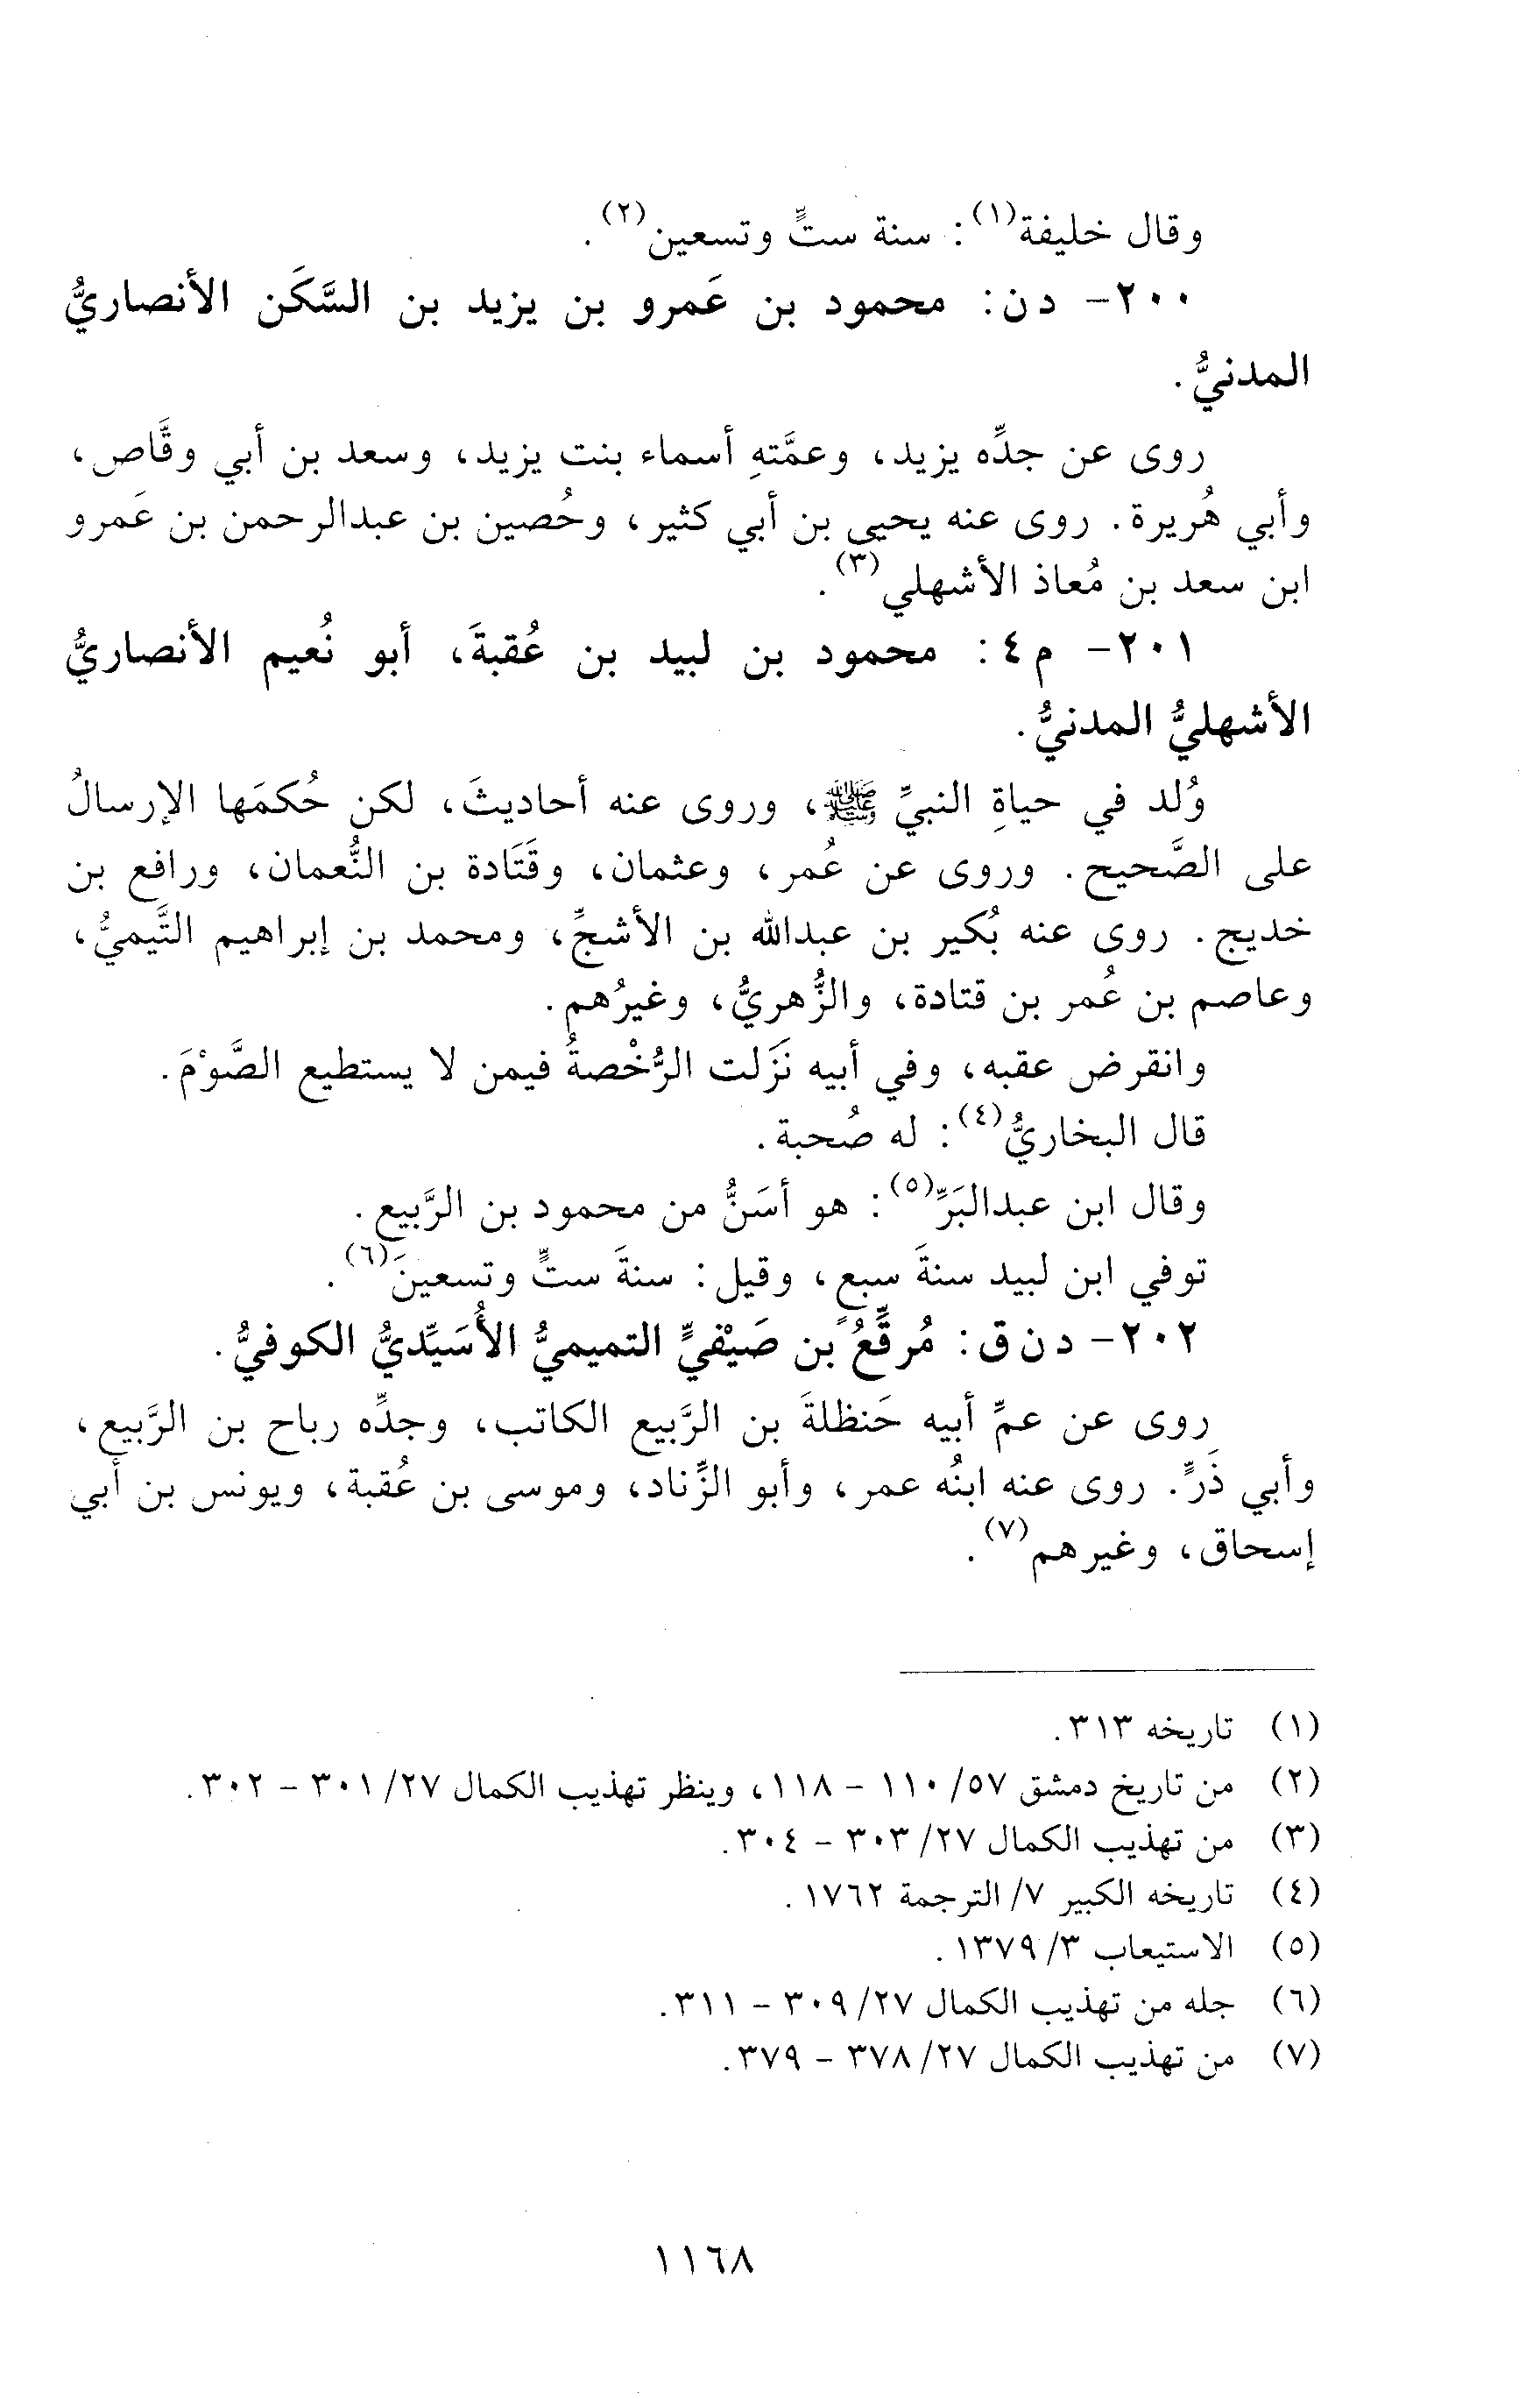 وقال خليفة(١): سنة ستٍّ وتسعين(٢).
٢٠٠- دن: محمود بن عَمرو بن يزيد بن السَّكَن الأنصاريُّ
المدنيُّ.
روى عن جدِّه يزيد، وعمَّتهِ أسماء بنت يزيد، وسعد بن أبي وقَّاص،
وأبي هُريرة. روى عنه يحيى بن أبي كثير، وحُصين بن عبدالرحمن بن عَمرو
ابن سعد بن مُعاذ الأشهلي(٣).
٢٠١- م٤: محمود بن لبيد بن عُقبةَ، أبو نُعيم الأنصاريُّ
الأشهليُّ المدنيُّ.
وُلد في حياةِ النبيِّ ﷺ، وروى عنه أحاديثَ، لكن حُكمَها الإرسالُ
على الصَّحيح. وروى عن عُمر، وعثمان، وقَتَادة بن النُّعمان، ورافع بن
خديج. روى عنه بُكير بن عبدالله بن الأشجِّ، ومحمد بن إبراهيم التَّيميُّ،
وعاصم بن عُمر بن قتادة، والزُّهريُّ، وغيرُهم.
وانقرض عقبه، وفي أبيه نَزَلت الرُّخْصةُ فيمن لا يستطيع الصَّوْمَ.
قال البخاريُّ(٤): له صُحبة.
وقال ابن عبدالبَرِّ(٥): هو أسَنُّ من محمود بن الرَّبيع.
توفي ابن لبيد سنةَ سبعٍ، وقيل: سنةَ ستٍّ وتسعينَ(٦).
٢٠٢- دن ق: مُرقِّعُ بن صَيْفيٍّ التميميُّ الأُسَيِّديُّ الكوفيُّ.
روى عن عمِّ أبيه حَنظلةَ بن الرَّبيع الكاتب، وجدِّه رباح بن الرَّبيع،
وأبي ذَرٍّ. روى عنه ابنُه عمر، وأبو الزِّناد، وموسى بن عُقبة، ويونس بن أبي
إسحاق، وغيرهم(٧).
(١) تاريخه ٣١٣.
(٢) من تاريخ دمشق ٥٧/ ١١٠ - ١١٨، وينظر تهذيب الكمال ٢٧/ ٣٠١ - ٣٠٢.
(٣) من تهذيب الكمال ٢٧/ ٣٠٣ - ٣٠٤.
(٤) تاريخه الكبير ٧/ الترجمة ١٧٦٢.
(٥) الاستيعاب ٣/ ١٣٧٩.
(٦) جله من تهذيب الكمال ٢٧/ ٣٠٩ - ٣١١.
(٧) من تهذيب الكمال ٢٧/ ٣٧٨ - ٣٧٩.
١١٦٨